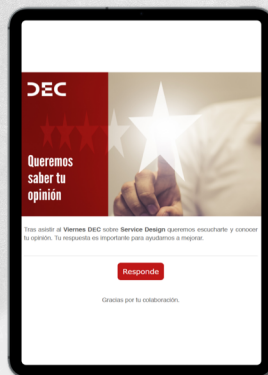 DEC
Queremos
saber tu
opinión
Tras asistir al Viernes DEC sobre Service Design queremos escucharte y conocer
tu opinión. Tu respuesta es importante para ayudarnos a mejorar.
Responde
Gracias por tu colaboración.